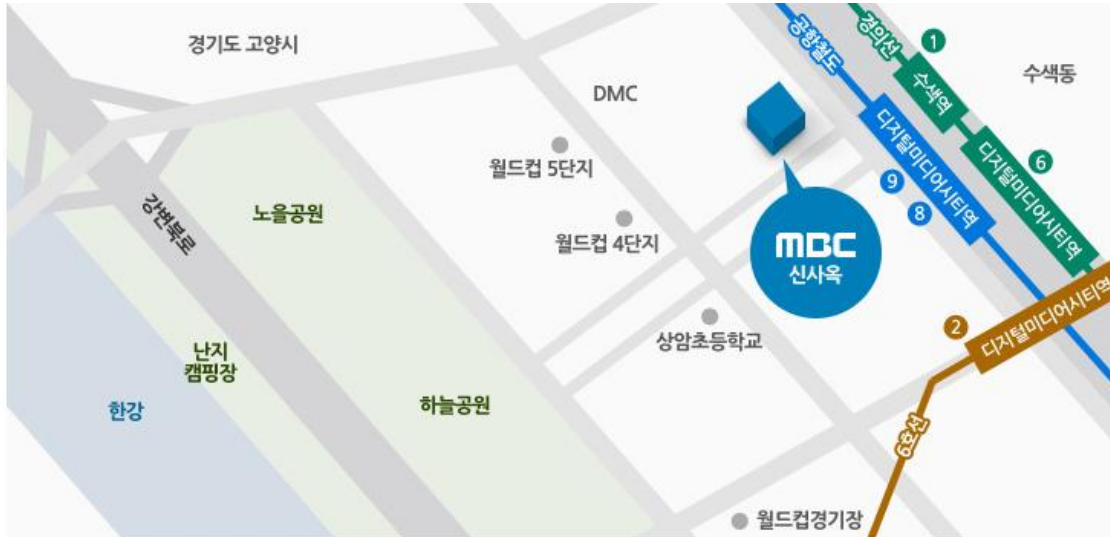 경기도 고양시
공항철도
경의선
1
수색역
수색동
DMC
디지털미디어시티역
디지털미디어시티역
6
월드컵 5단지
9
8
강변북로
노을공원
월드컵 4단지
MBC
신사옥
상암초등학교
2
디지털미디어시티역
난지
캠핑장
한강
하늘공원
6호선
월드컵경기장